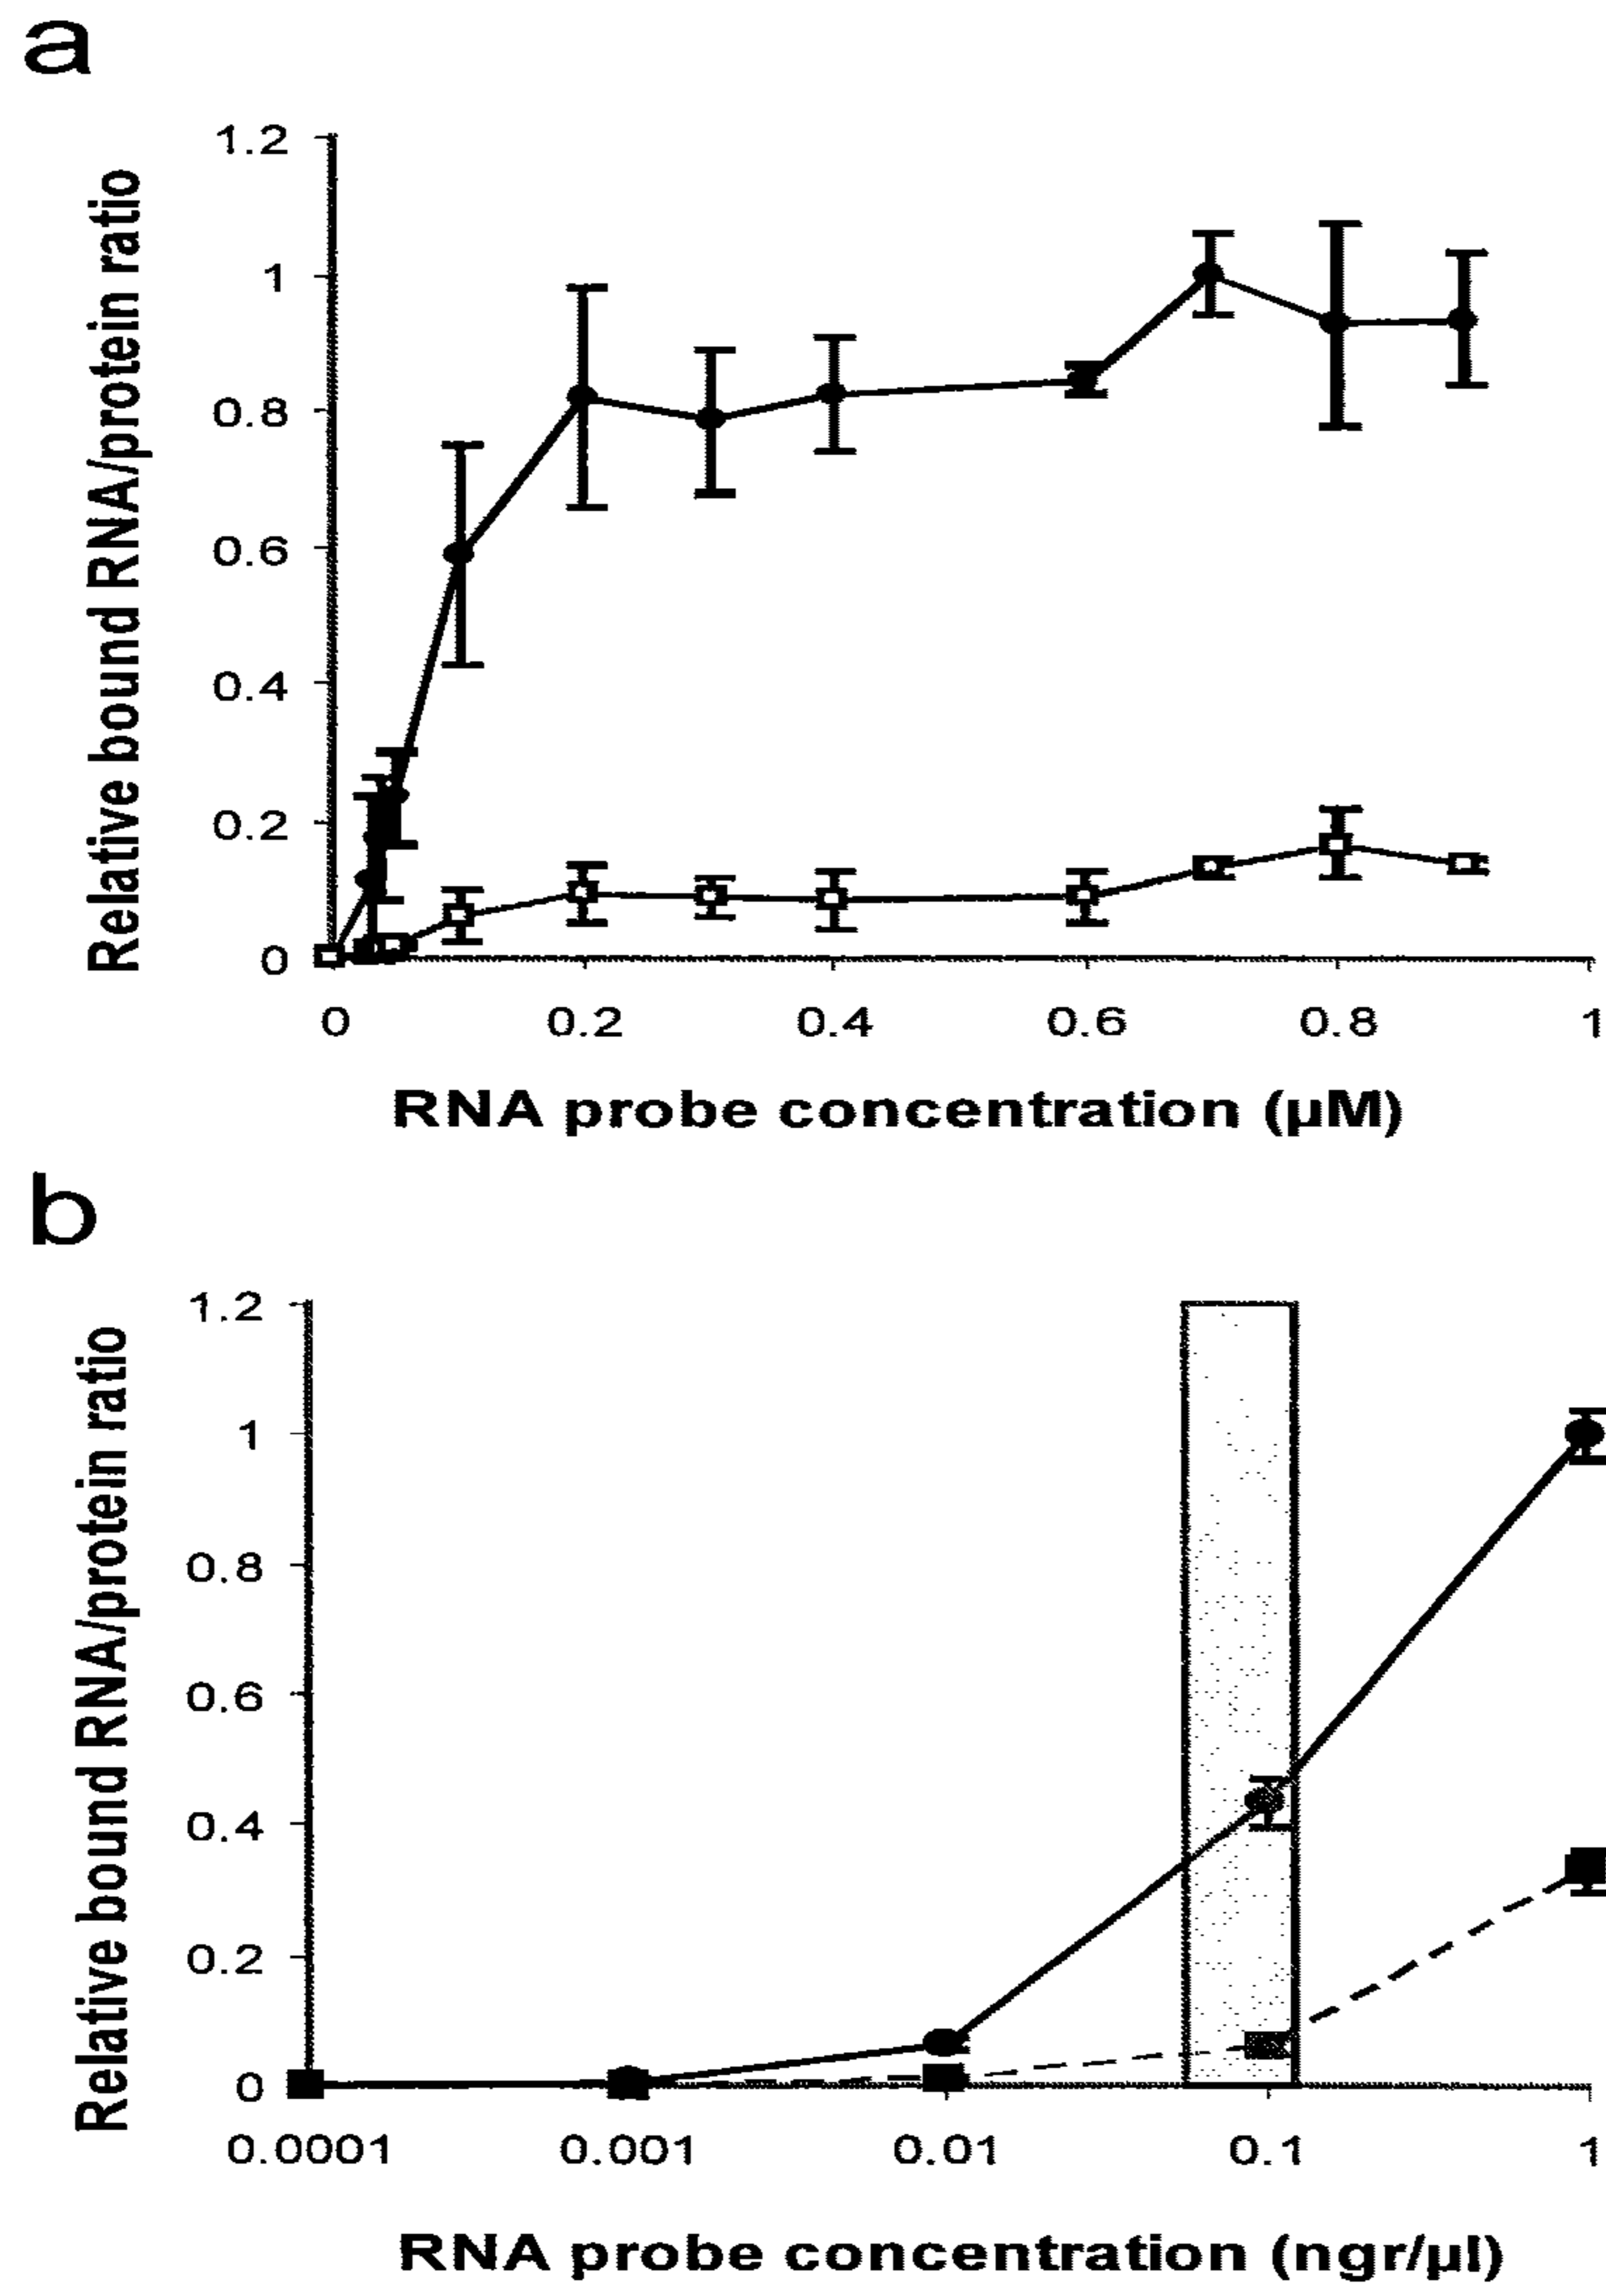 a
Relative bound RNA/protein ratio
1.2
1
0.8
0.6
0.4
0.2
0
0 0.2 0.4 0.6 0.8 1
RNA probe concentration (µM)
b
Relative bound RNA/protein ratio
1.2
1
0.8
0.6
0.4
0.2
0
0.0001 0.001 0.01 0.1 1
RNA probe concentration (ngr/µl)